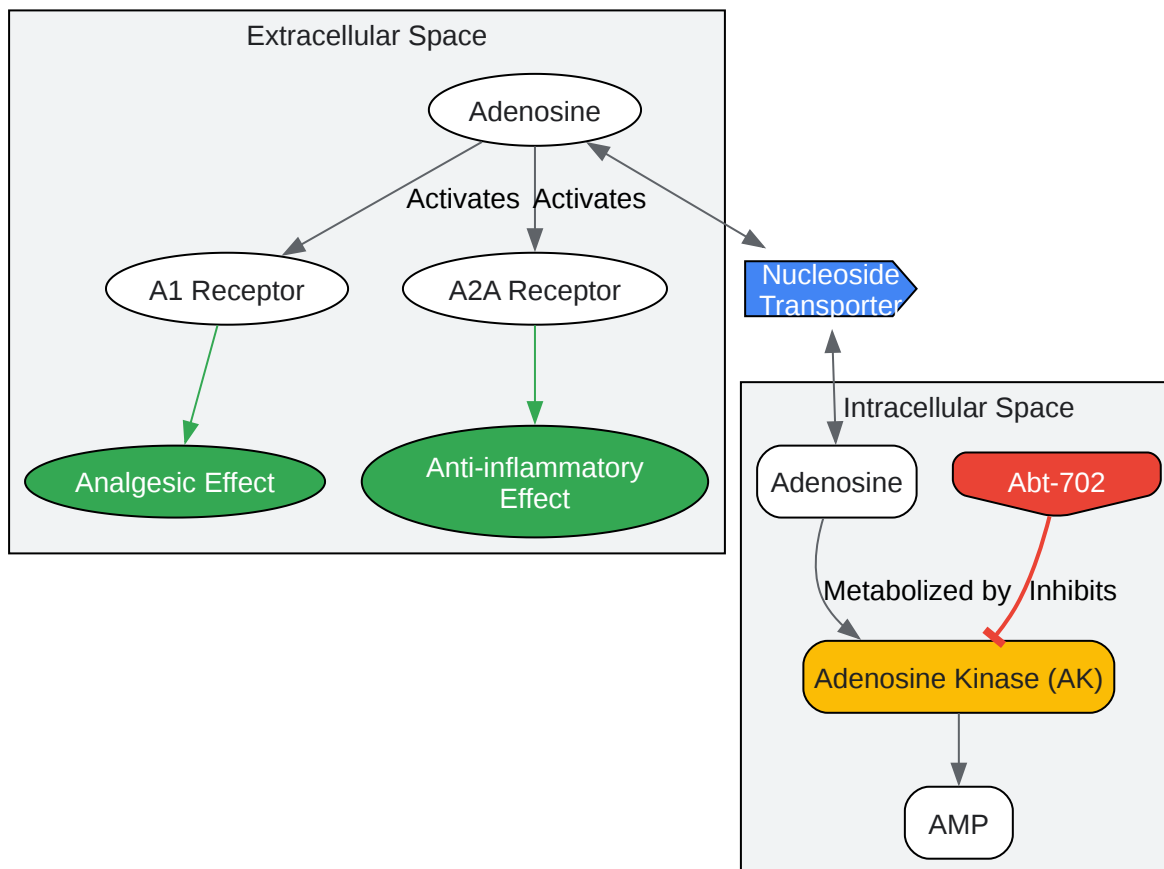 Extracellular Space
Adenosine
Activates
Activates
A1 Receptor
A2A Receptor
Nucleoside
Transporter
Analgesic Effect
Anti-inflammatory
Effect
Intracellular Space
Adenosine
Abt-702
Metabolized by
Inhibits
Adenosine Kinase (AK)
AMP